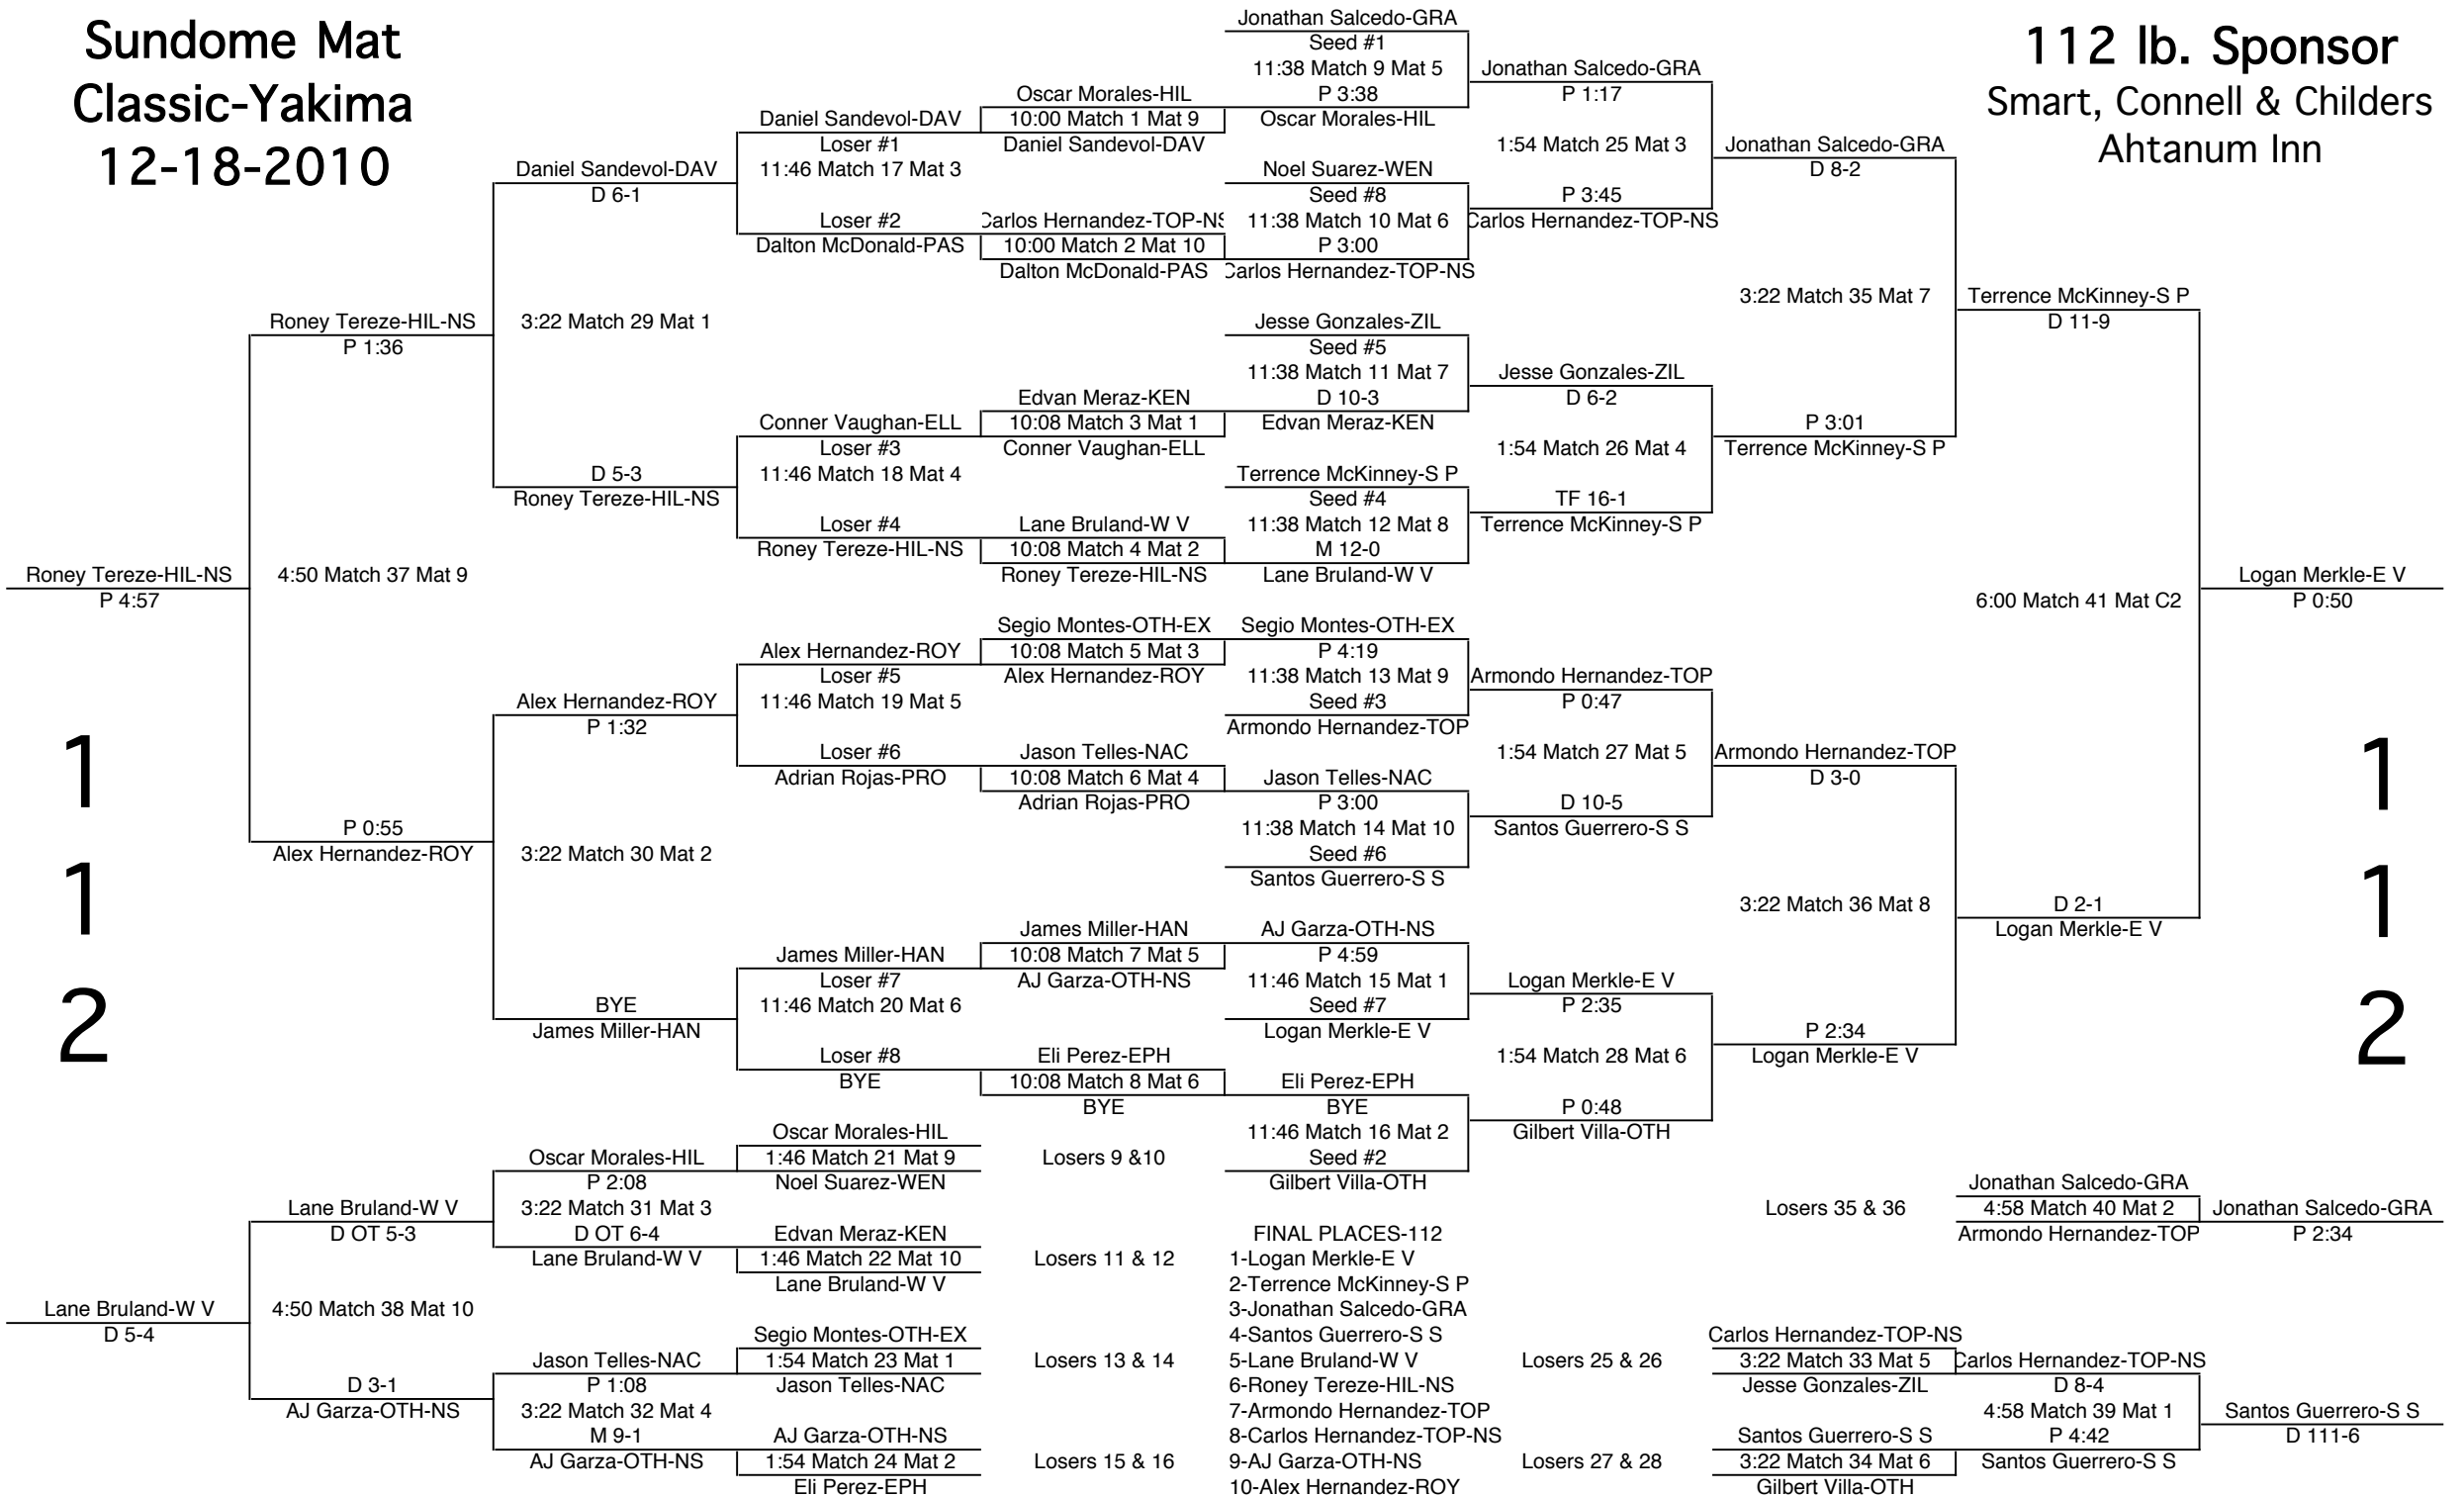 Sundome Mat
Classic-Yakima
12-18-2010
112 lb. Sponsor
Smart, Connell & Childers
Ahtanum Inn
Roney Tereze-HIL-NS
P 4:57
1
1
2
Lane Bruland-W V
D 5-4
Roney Tereze-HIL-NS
P 1:36
4:50 Match 37 Mat 9
P 0:55
Alex Hernandez-ROY
Lane Bruland-W V
D OT 5-3
4:50 Match 38 Mat 10
D 3-1
AJ Garza-OTH-NS
Daniel Sandevol-DAV
D 6-1
3:22 Match 29 Mat 1
D 5-3
Roney Tereze-HIL-NS
Alex Hernandez-ROY
P 1:32
3:22 Match 30 Mat 2
BYE
James Miller-HAN
Oscar Morales-HIL
P 2:08
3:22 Match 31 Mat 3
D OT 6-4
Lane Bruland-W V
Jason Telles-NAC
P 1:08
3:22 Match 32 Mat 4
M 9-1
AJ Garza-OTH-NS
Daniel Sandevol-DAV
Loser #1
11:46 Match 17 Mat 3
Loser #2
Dalton McDonald-PAS
Conner Vaughan-ELL
Loser #3
11:46 Match 18 Mat 4
Loser #4
Roney Tereze-HIL-NS
Alex Hernandez-ROY
Loser #5
11:46 Match 19 Mat 5
Loser #6
Adrian Rojas-PRO
James Miller-HAN
Loser #7
11:46 Match 20 Mat 6
Loser #8
BYE
Oscar Morales-HIL
1:46 Match 21 Mat 9
Noel Suarez-WEN
Edvan Meraz-KEN
1:46 Match 22 Mat 10
Lane Bruland-W V
Segio Montes-OTH-EX
1:54 Match 23 Mat 1
Jason Telles-NAC
AJ Garza-OTH-NS
1:54 Match 24 Mat 2
Eli Perez-EPH
Oscar Morales-HIL
10:00 Match 1 Mat 9
Daniel Sandevol-DAV
Carlos Hernandez-TOP-NS
10:00 Match 2 Mat 10
Dalton McDonald-PAS
Edvan Meraz-KEN
10:08 Match 3 Mat 1
Conner Vaughan-ELL
Lane Bruland-W V
10:08 Match 4 Mat 2
Roney Tereze-HIL-NS
Segio Montes-OTH-EX
10:08 Match 5 Mat 3
Alex Hernandez-ROY
Jason Telles-NAC
10:08 Match 6 Mat 4
Adrian Rojas-PRO
James Miller-HAN
10:08 Match 7 Mat 5
AJ Garza-OTH-NS
Eli Perez-EPH
10:08 Match 8 Mat 6
BYE
Losers 9 &10
Losers 11 & 12
Losers 13 & 14
Losers 15 & 16
Jonathan Salcedo-GRA
Seed #1
11:38 Match 9 Mat 5
P 3:38
Oscar Morales-HIL
Noel Suarez-WEN
Seed #8
11:38 Match 10 Mat 6
P 3:00
Carlos Hernandez-TOP-NS
Jesse Gonzales-ZIL
Seed #5
11:38 Match 11 Mat 7
D 10-3
Edvan Meraz-KEN
Terrence McKinney-S P
Seed #4
11:38 Match 12 Mat 8
M 12-0
Lane Bruland-W V
Segio Montes-OTH-EX
P 4:19
11:38 Match 13 Mat 9
Seed #3
Armondo Hernandez-TOP
Jason Telles-NAC
P 3:00
11:38 Match 14 Mat 10
Seed #6
Santos Guerrero-S S
AJ Garza-OTH-NS
P 4:59
11:46 Match 15 Mat 1
Seed #7
Logan Merkle-E V
Eli Perez-EPH
BYE
11:46 Match 16 Mat 2
Seed #2
Gilbert Villa-OTH
FINAL PLACES-112
1-Logan Merkle-E V
2-Terrence McKinney-S P
3-Jonathan Salcedo-GRA
4-Santos Guerrero-S S
5-Lane Bruland-W V
6-Roney Tereze-HIL-NS
7-Armondo Hernandez-TOP
8-Carlos Hernandez-TOP-NS
9-AJ Garza-OTH-NS
10-Alex Hernandez-ROY
Jonathan Salcedo-GRA
P 1:17
1:54 Match 25 Mat 3
P 3:45
Carlos Hernandez-TOP-NS
Jesse Gonzales-ZIL
D 6-2
1:54 Match 26 Mat 4
TF 16-1
Terrence McKinney-S P
Armondo Hernandez-TOP
P 0:47
1:54 Match 27 Mat 5
D 10-5
Santos Guerrero-S S
Logan Merkle-E V
P 2:35
1:54 Match 28 Mat 6
P 0:48
Gilbert Villa-OTH
Losers 25 & 26
Losers 27 & 28
Jonathan Salcedo-GRA
D 8-2
3:22 Match 35 Mat 7
P 3:01
Terrence McKinney-S P
Armondo Hernandez-TOP
D 3-0
3:22 Match 36 Mat 8
P 2:34
Logan Merkle-E V
Losers 35 & 36
Carlos Hernandez-TOP-NS
3:22 Match 33 Mat 5
Jesse Gonzales-ZIL
Santos Guerrero-S S
3:22 Match 34 Mat 6
Gilbert Villa-OTH
Terrence McKinney-S P
D 11-9
6:00 Match 41 Mat C2
D 2-1
Logan Merkle-E V
Jonathan Salcedo-GRA
4:58 Match 40 Mat 2
Armondo Hernandez-TOP
Carlos Hernandez-TOP-NS
D 8-4
4:58 Match 39 Mat 1
P 4:42
Santos Guerrero-S S
Logan Merkle-E V
P 0:50
1
1
2
Jonathan Salcedo-GRA
P 2:34
Santos Guerrero-S S
D 111-6